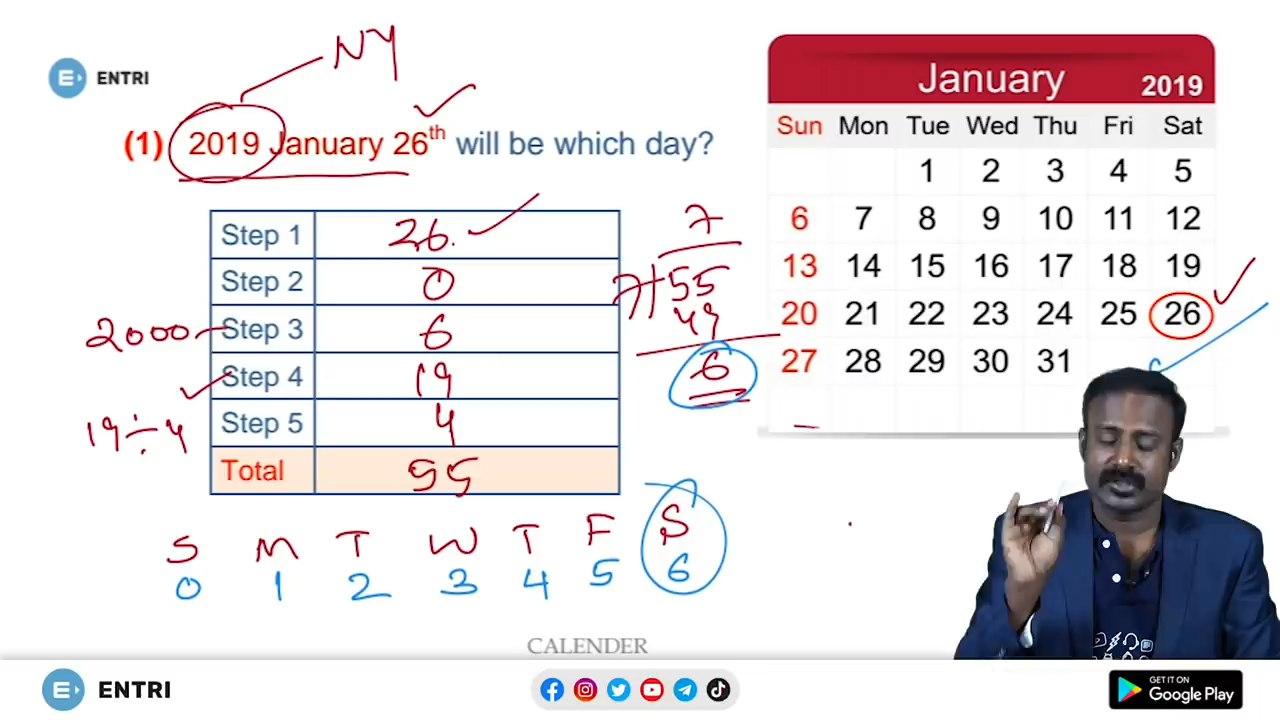 ENTRI
NY
(1) 2019 January 26th will be which day?
Step 1 26.
Step 2 0
2000 Step 3 6
Step 4 19
19 ÷ 4 Step 5 4
Total 55
7
7 55
49
6
S M T W T F S
0 1 2 3 4 5 6
January 2019
Sun Mon Tue Wed Thu Fri Sat
1 2 3 4 5
6 7 8 9 10 11 12
13 14 15 16 17 18 19
20 21 22 23 24 25 26
27 28 29 30 31
CALENDER
ENTRI
GET IT ON
Google Play